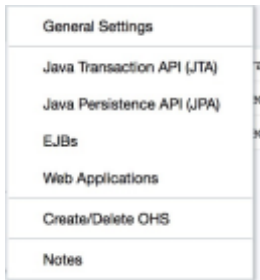 General Settings
Java Transaction API (JTA)
Java Persistence API (JPA)
EJBs
Web Applications
Create/Delete OHS
Notes